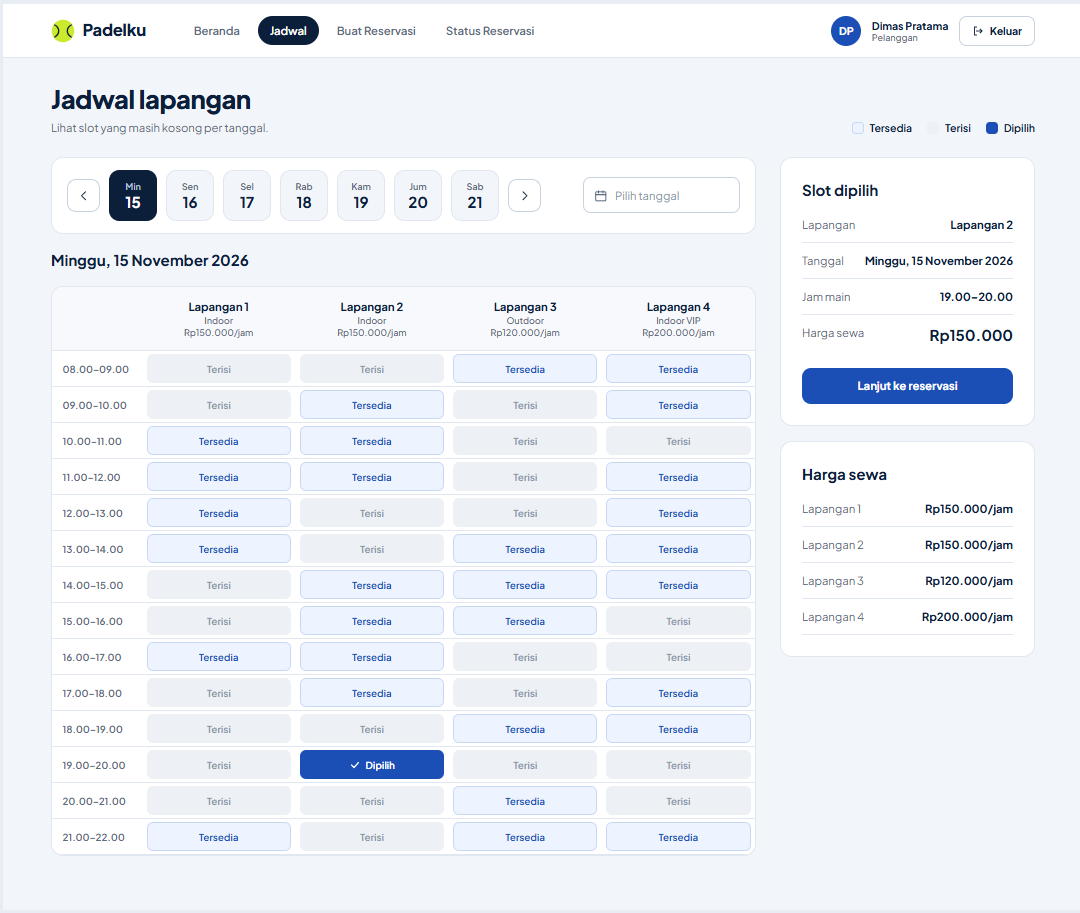 Padelku
Beranda
Jadwal
Buat Reservasi
Status Reservasi
DP
Dimas Pratama
Pelanggan
Keluar
Jadwal lapangan
Lihat slot yang masih kosong per tanggal.
Tersedia
Terisi
Dipilih
Min
15
Sen
16
Sel
17
Rab
18
Kam
19
Jum
20
Sab
21
Pilih tanggal
Minggu, 15 November 2026
Lapangan 1
Indoor
Rp150.000/jam
Lapangan 2
Indoor
Rp150.000/jam
Lapangan 3
Outdoor
Rp120.000/jam
Lapangan 4
Indoor VIP
Rp200.000/jam
08.00–09.00 Terisi Terisi Tersedia Tersedia
09.00–10.00 Terisi Tersedia Terisi Tersedia
10.00–11.00 Tersedia Tersedia Terisi Terisi
11.00–12.00 Tersedia Tersedia Terisi Tersedia
12.00–13.00 Tersedia Terisi Terisi Tersedia
13.00–14.00 Tersedia Terisi Tersedia Tersedia
14.00–15.00 Terisi Tersedia Tersedia Tersedia
15.00–16.00 Terisi Tersedia Tersedia Terisi
16.00–17.00 Tersedia Tersedia Terisi Terisi
17.00–18.00 Terisi Tersedia Terisi Tersedia
18.00–19.00 Terisi Terisi Tersedia Tersedia
19.00–20.00 Terisi Dipilih Terisi Terisi
20.00–21.00 Terisi Terisi Tersedia Terisi
21.00–22.00 Tersedia Terisi Tersedia Tersedia
Slot dipilih
Lapangan Lapangan 2
Tanggal Minggu, 15 November 2026
Jam main 19.00–20.00
Harga sewa Rp150.000
Lanjut ke reservasi
Harga sewa
Lapangan 1 Rp150.000/jam
Lapangan 2 Rp150.000/jam
Lapangan 3 Rp120.000/jam
Lapangan 4 Rp200.000/jam